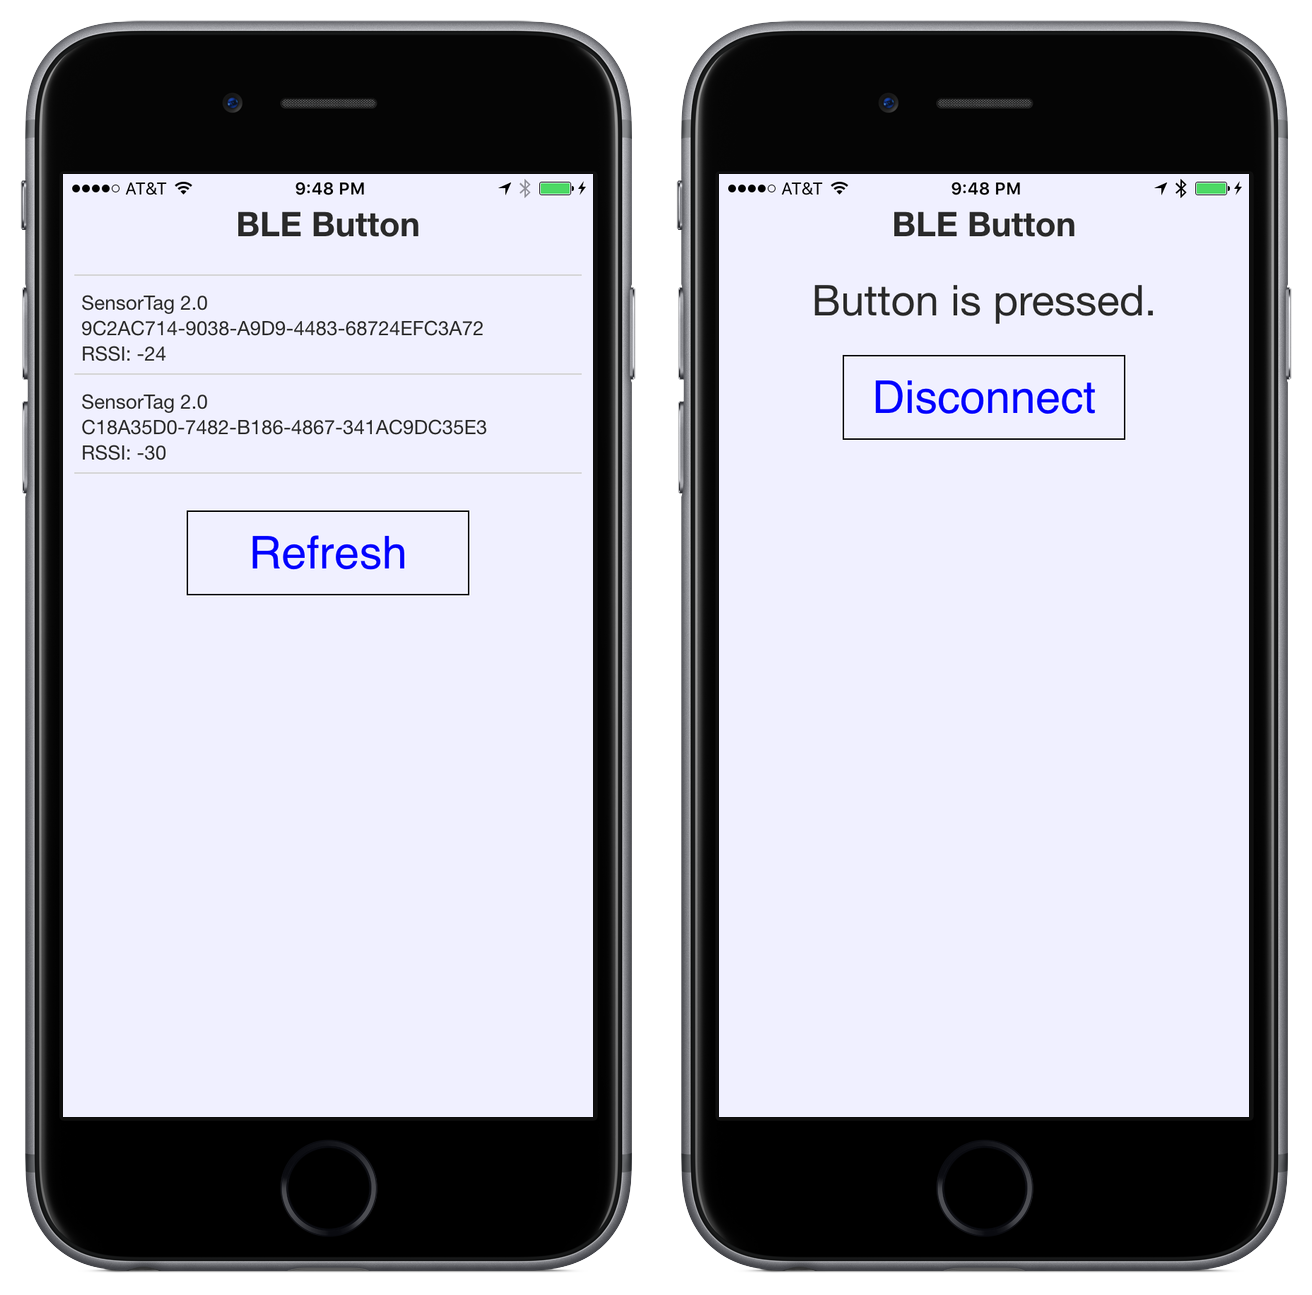 AT&T 9:48 PM
BLE Button
SensorTag 2.0
9C2AC714-9038-A9D9-4483-68724EFC3A72
RSSI: -24
SensorTag 2.0
C18A35D0-7482-B186-4867-341AC9DC35E3
RSSI: -30
Refresh
AT&T 9:48 PM
BLE Button
Button is pressed.
Disconnect